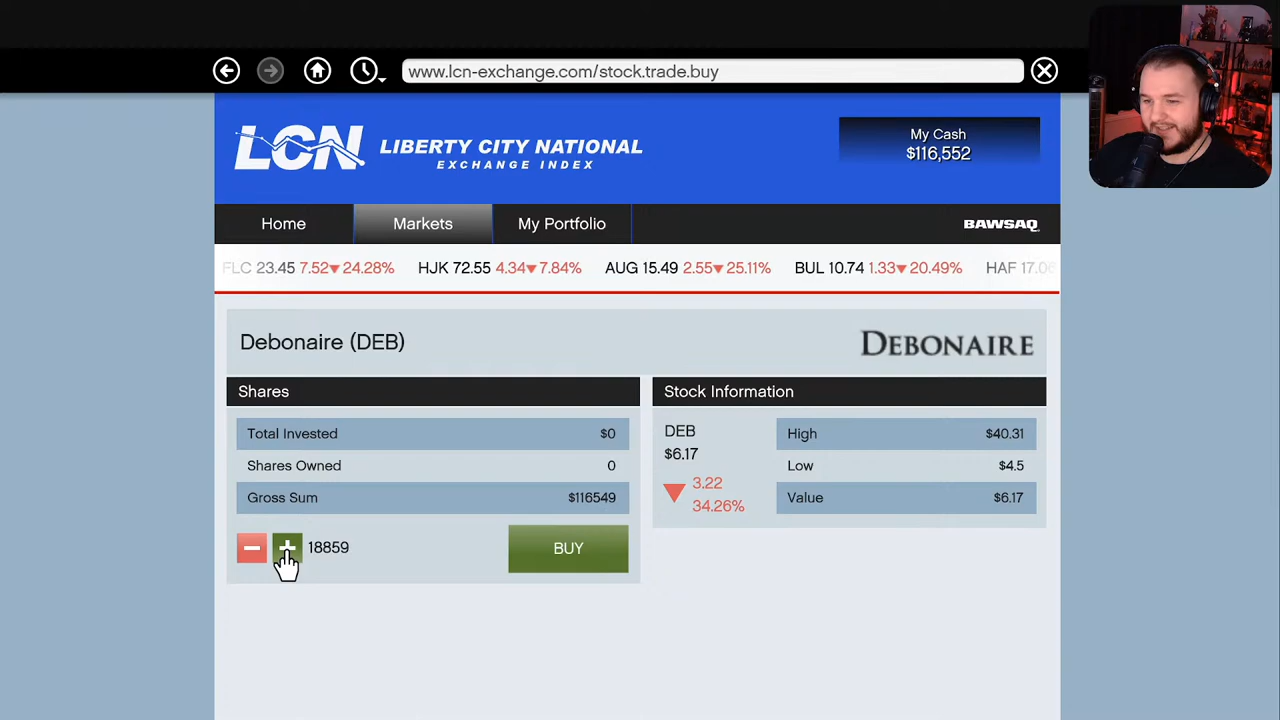 www.lcn-exchange.com/stock.trade.buy
LCN LIBERTY CITY NATIONAL
EXCHANGE INDEX
My Cash
$116,552
Home Markets My Portfolio BAWSAQ
FLC 23.45 7.52▼24.28% HJK 72.55 4.34▼7.84% AUG 15.49 2.55▼25.11% BUL 10.74 1.33▼20.49% HAF
Debonaire (DEB) DEBONAIRE
Shares
Total Invested $0
Shares Owned 0
Gross Sum $116549
18859 BUY
Stock Information
DEB
$6.17
3.22
34.26%
High $40.31
Low $4.5
Value $6.17